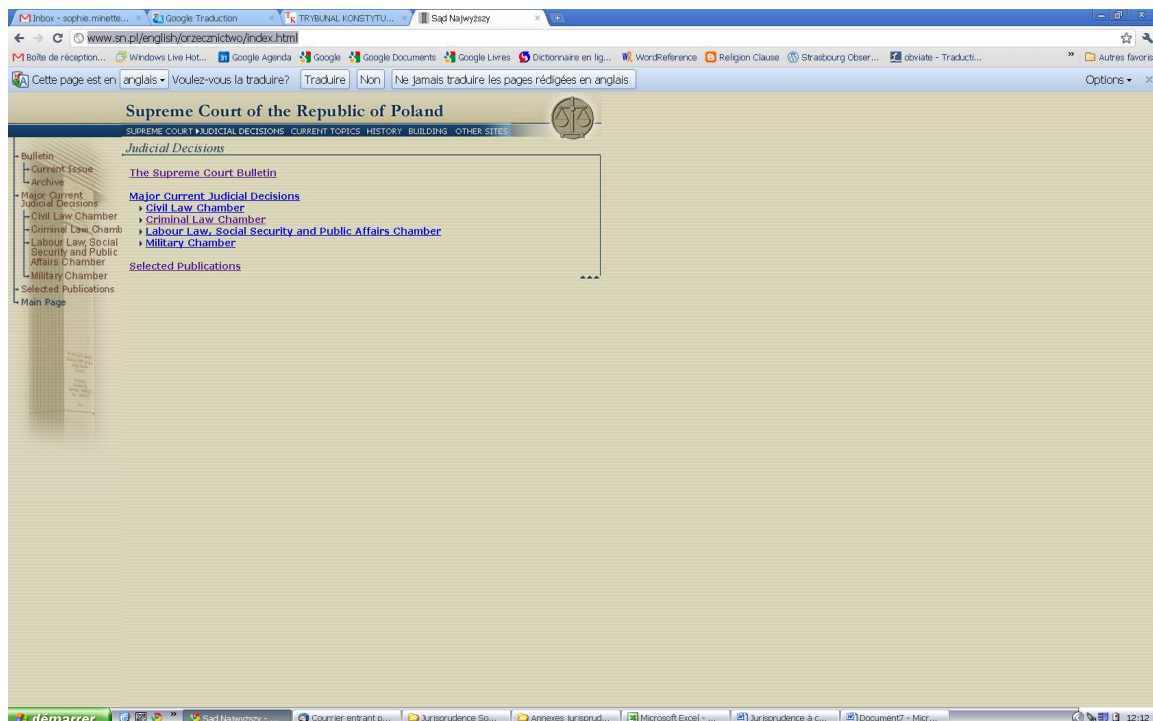 Inbox - sophie.minette... Google Traduction TRYBUNAL KONSTYTU... Sąd Najwyższy
www.sn.pl/english/orzecznictwo/index.html
Boîte de réception... Windows Live Hot... Google Agenda Google Google Documents Google Livres Dictionnaire en lig... WordReference Religion Clause Strasbourg Obser... obviate - Traducti... » Autres favoris
Cette page est en anglais Voulez-vous la traduire? Traduire Non Ne jamais traduire les pages rédigées en anglais Options
Supreme Court of the Republic of Poland
SUPREME COURT JUDICIAL DECISIONS CURRENT TOPICS HISTORY BUILDING OTHER SITES
Judicial Decisions
Bulletin
Current Issue
Archive
Major Current
Judicial Decisions
Civil Law Chamber
Criminal Law Chamb
Labour Law, Social
Security and Public
Affairs Chamber
Military Chamber
Selected Publications
Main Page
The Supreme Court Bulletin
Major Current Judicial Decisions
Civil Law Chamber
Criminal Law Chamber
Labour Law, Social Security and Public Affairs Chamber
Military Chamber
Selected Publications
démarrer » Sąd Najwyższy - ... Courrier entrant p... Jurisprudence So... Annexes Jurisprud... Microsoft Excel - ... Jurisprudence à c... Document7 - Micr... 12:12